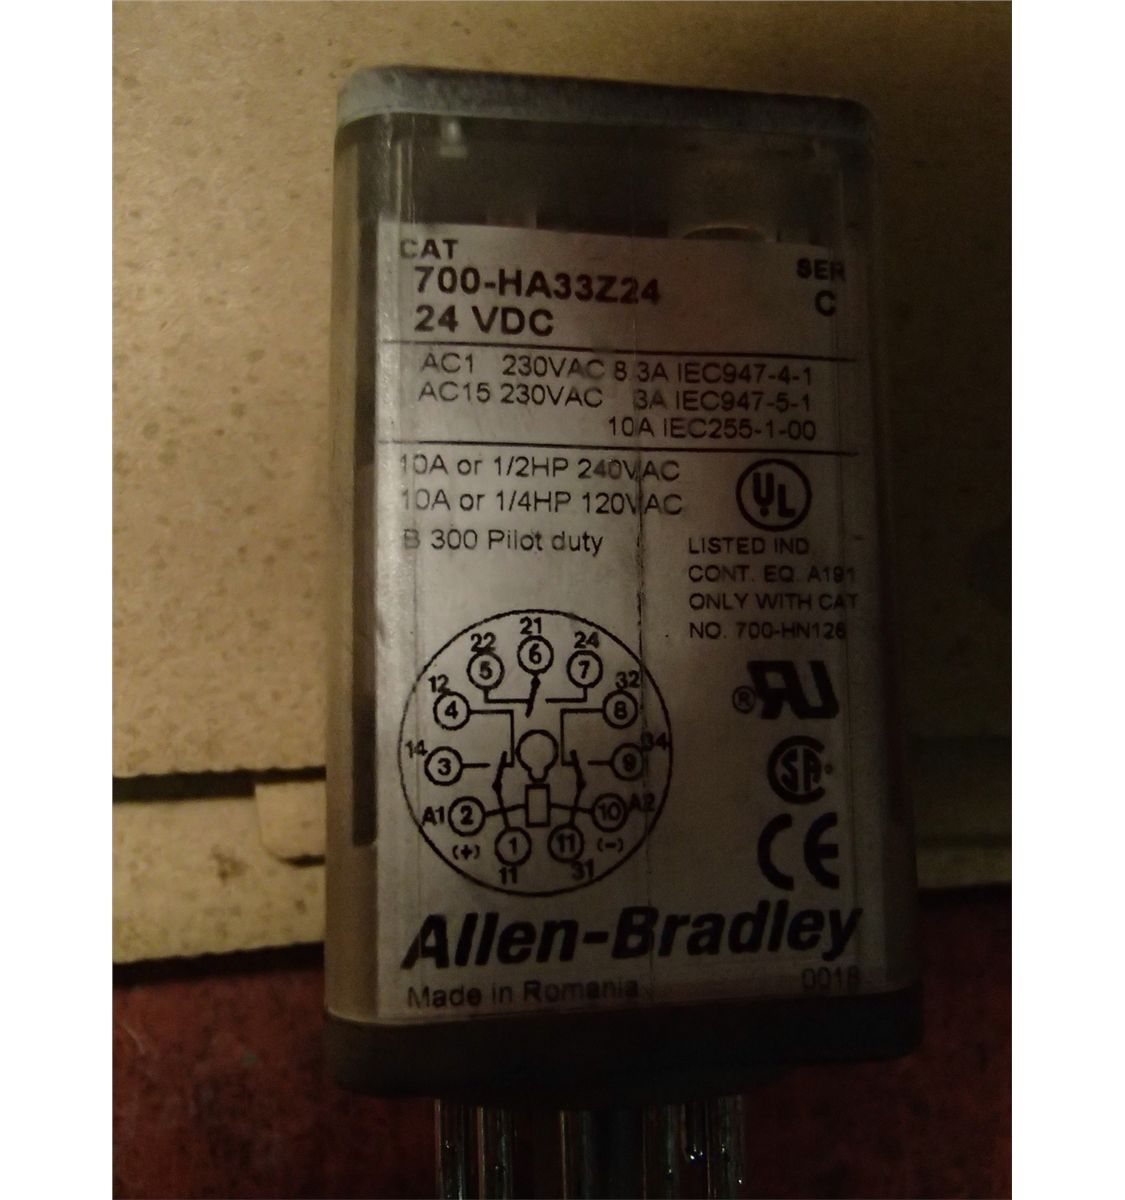 CAT
700-HA33Z24
24 VDC
SER
C
AC1 230VAC 8.3A IEC947-4-1
AC15 230VAC 3A IEC947-5-1
10A IEC255-1-00
10A or 1/2HP 240VAC
10A or 1/4HP 120VAC
B 300 Pilot duty
UL
LISTED IND.
CONT. EQ. A191
ONLY WITH CAT
NO. 700-HN126
21
22 6 24
5 7
12 32
4 8
14 34
3 9
A1 2 10 A2
(+) 1 11 (-)
11 31
® RU
SA
CE
Allen-Bradley
Made in Romania 0018